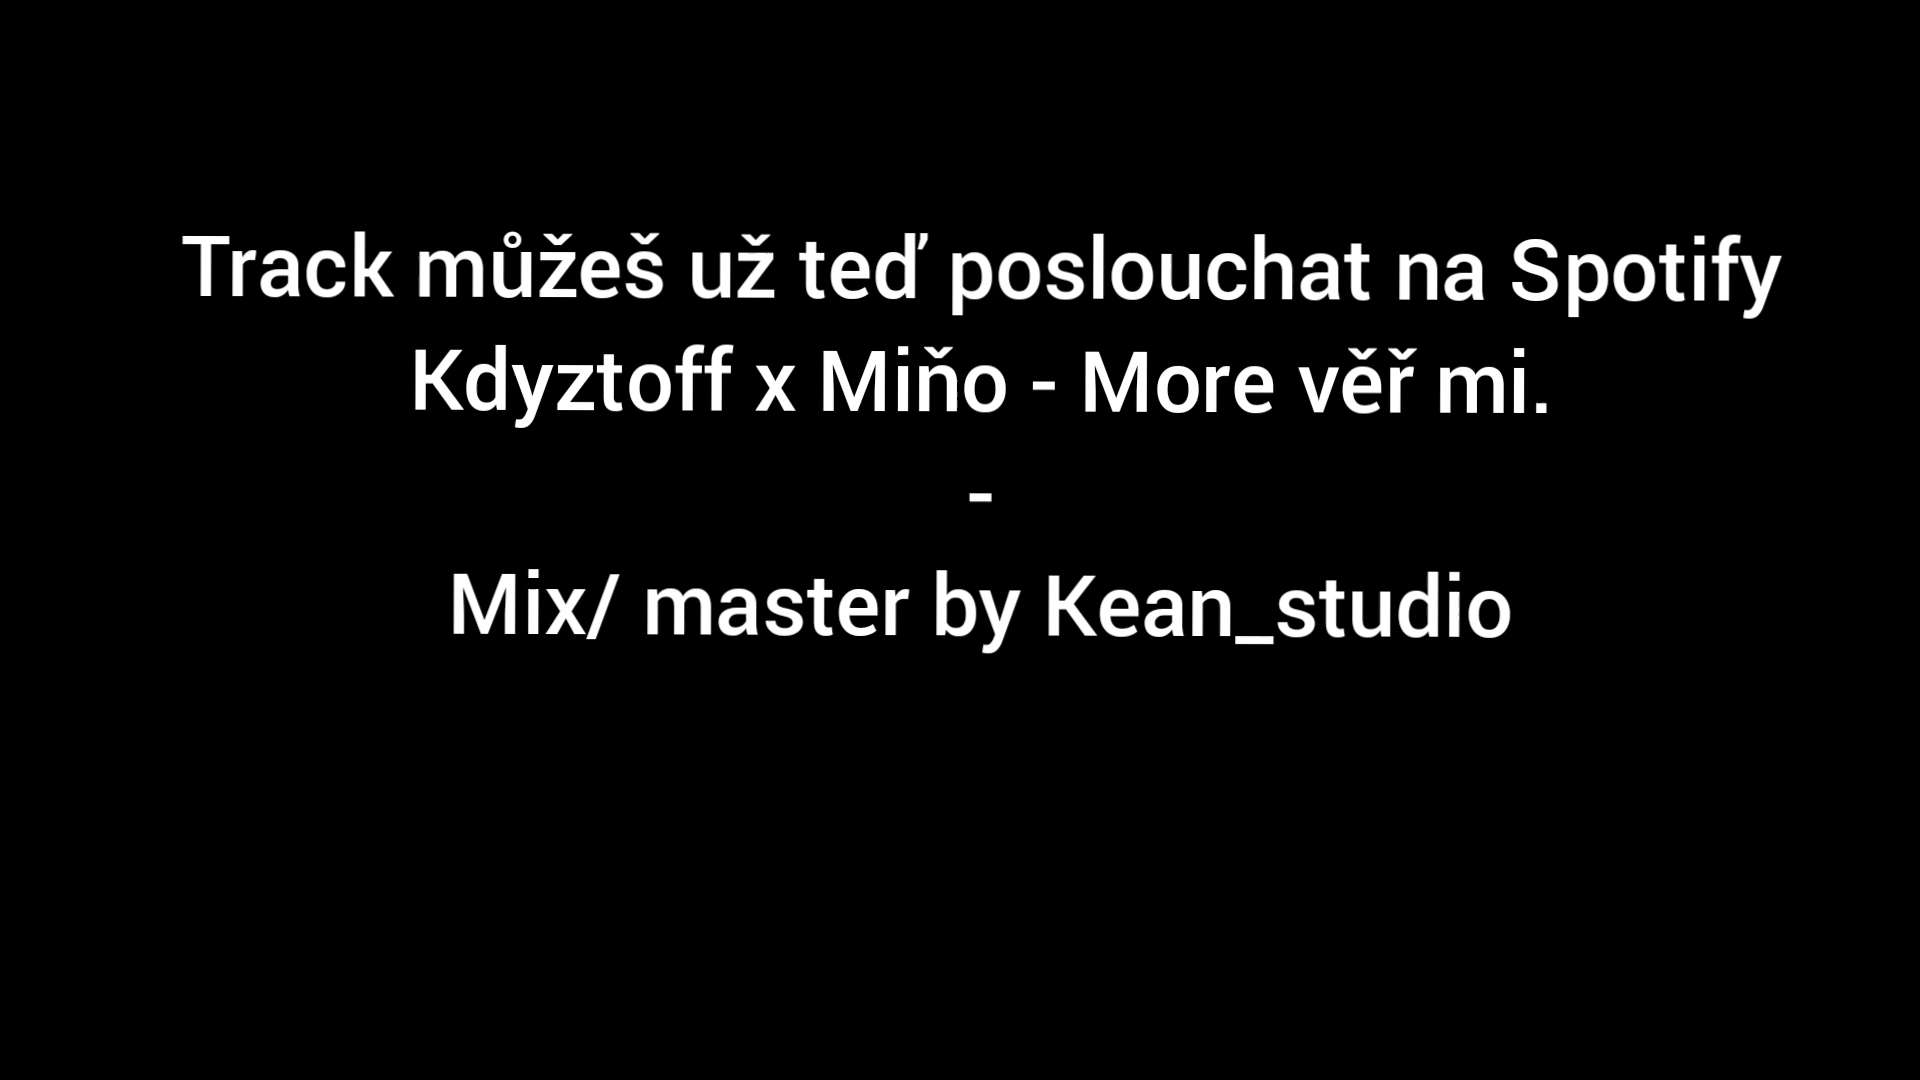 Track můžeš už teď poslouchat na Spotify
Kdyztoff x Miňo - More věř mi.
-
Mix/ master by Kean_studio